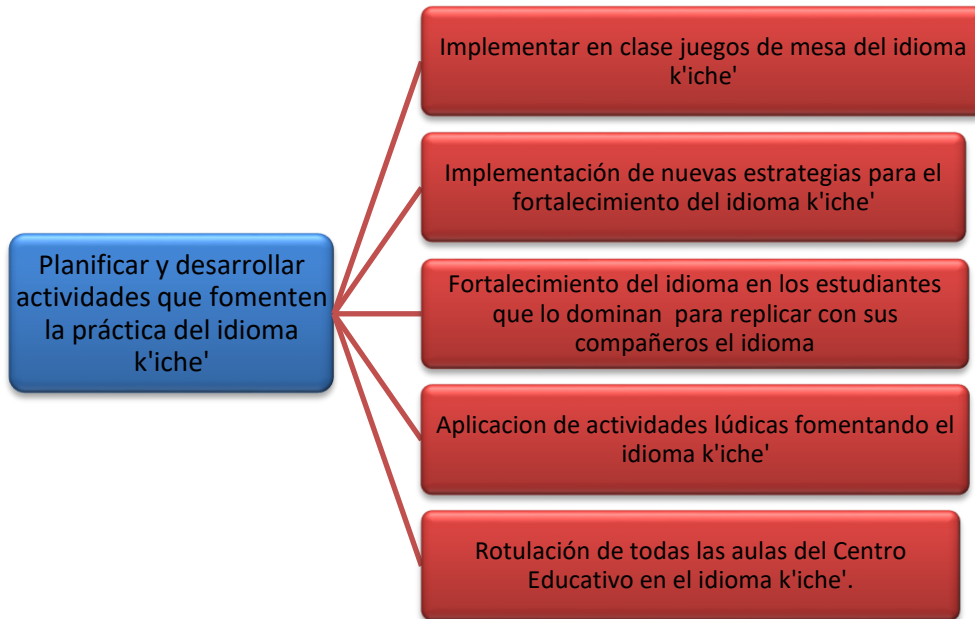 Implementar en clase juegos de mesa del idioma
k'iche'
Implementación de nuevas estrategias para el
fortalecimiento del idioma k'iche'
Planificar y desarrollar
actividades que fomenten
la práctica del idioma
k'iche'
Fortalecimiento del idioma en los estudiantes
que lo dominan  para replicar con sus
compañeros el idioma
Aplicacion de actividades lúdicas fomentando el
idioma k'iche'
Rotulación de todas las aulas del Centro
Educativo en el idioma k'iche'.